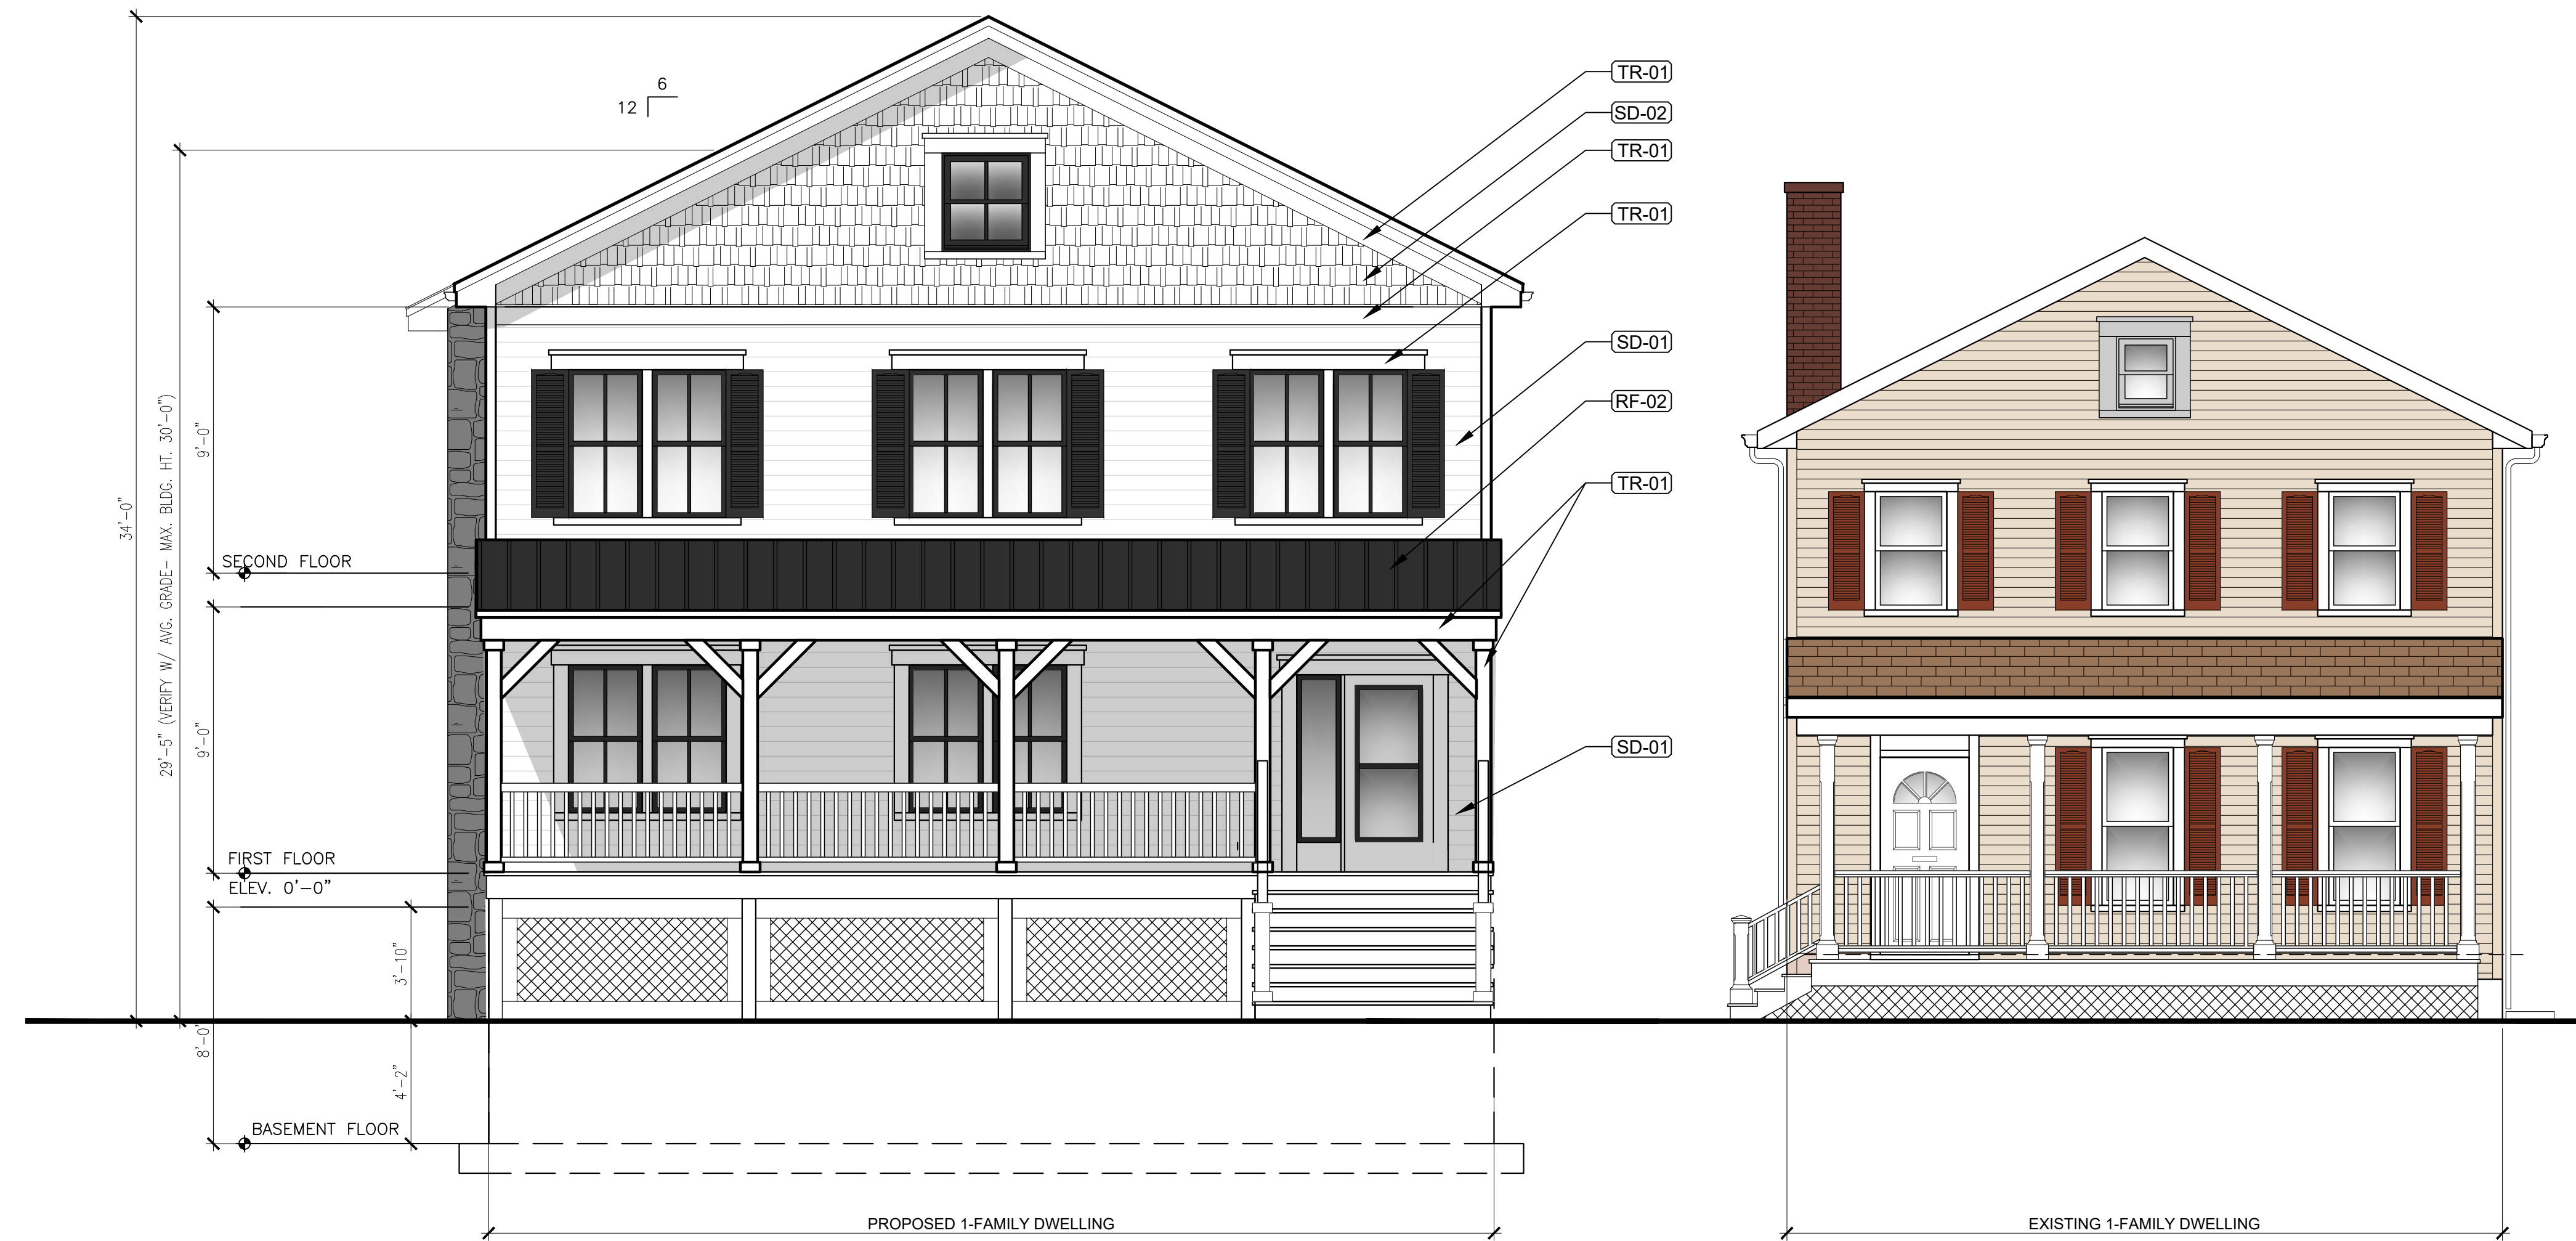 6
12
TR-01
SD-02
TR-01
TR-01
SD-01
RF-02
TR-01
SD-01
34'-0"
29'-5" (VERIFY W/ AVG. GRADE- MAX. BLDG. HT. 30'-0")
9'-0"
SECOND FLOOR
9'-0"
FIRST FLOOR
ELEV. 0'-0"
3'-10"
8'-0"
4'-2"
BASEMENT FLOOR
PROPOSED 1-FAMILY DWELLING
EXISTING 1-FAMILY DWELLING